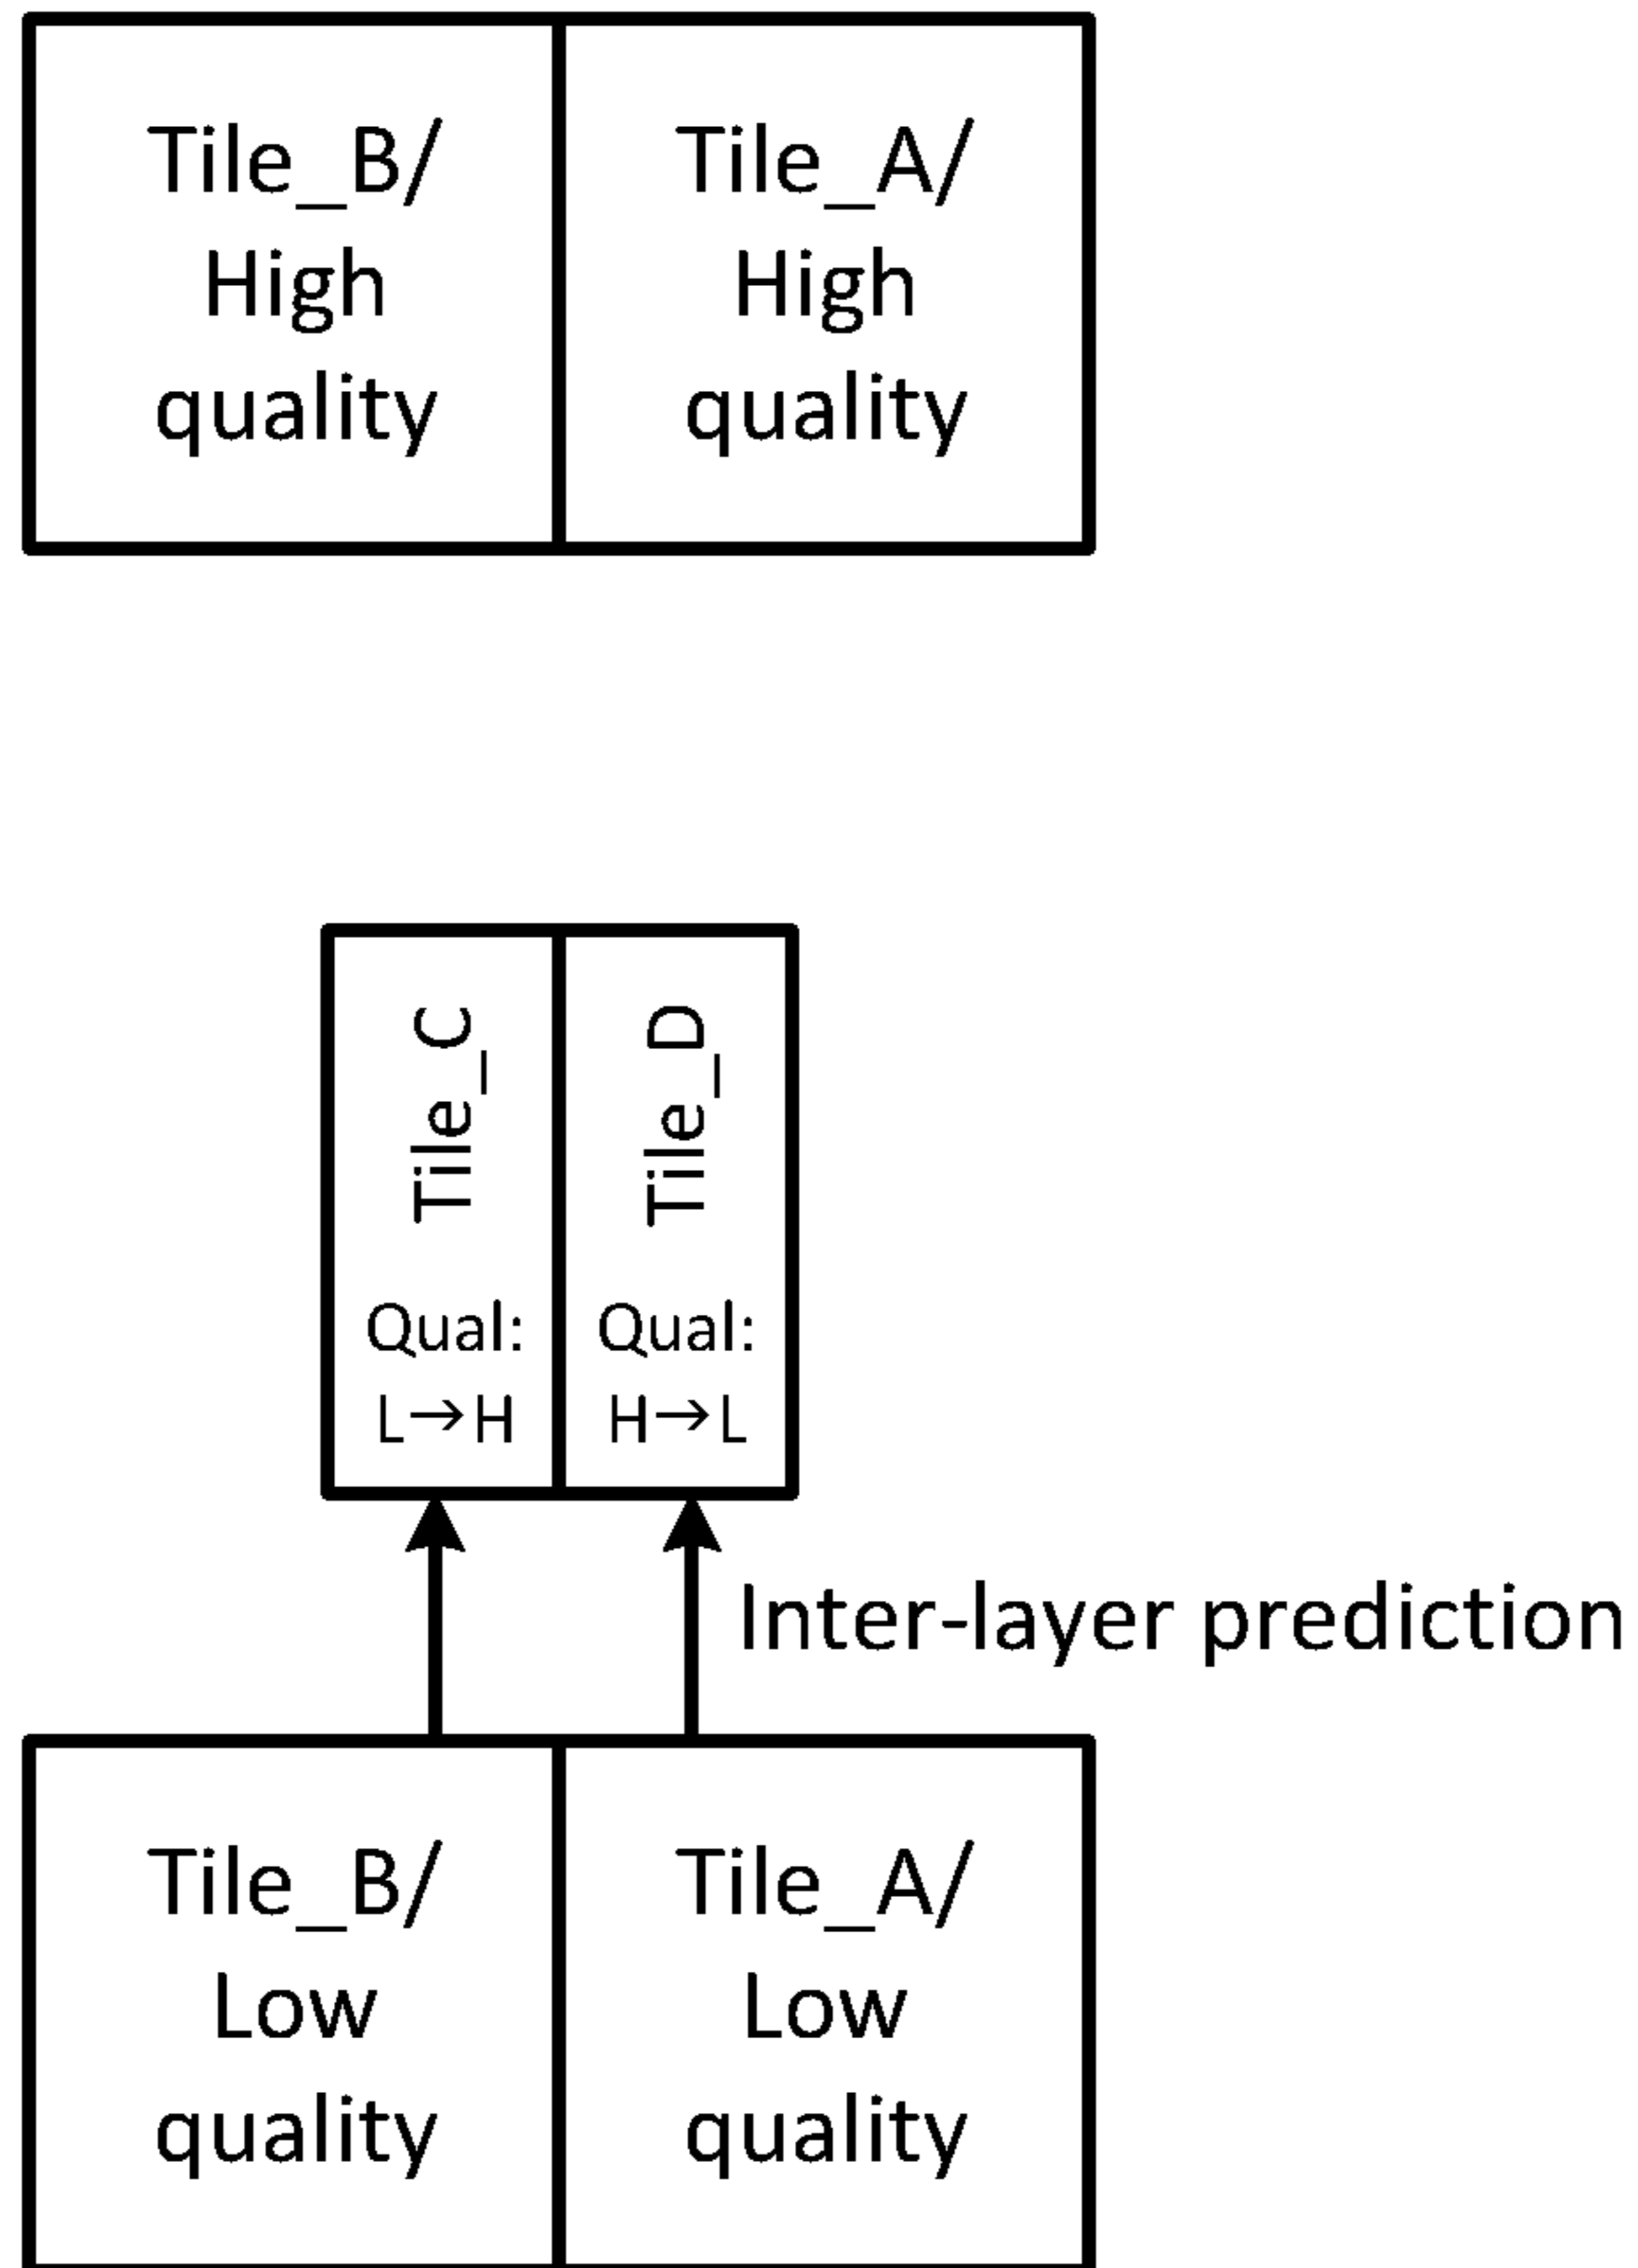 Tile_B/
High
quality
Tile_A/
High
quality
Tile_C
Qual:
L→H
Tile_D
Qual:
H→L
Inter-layer prediction
Tile_B/
Low
quality
Tile_A/
Low
quality